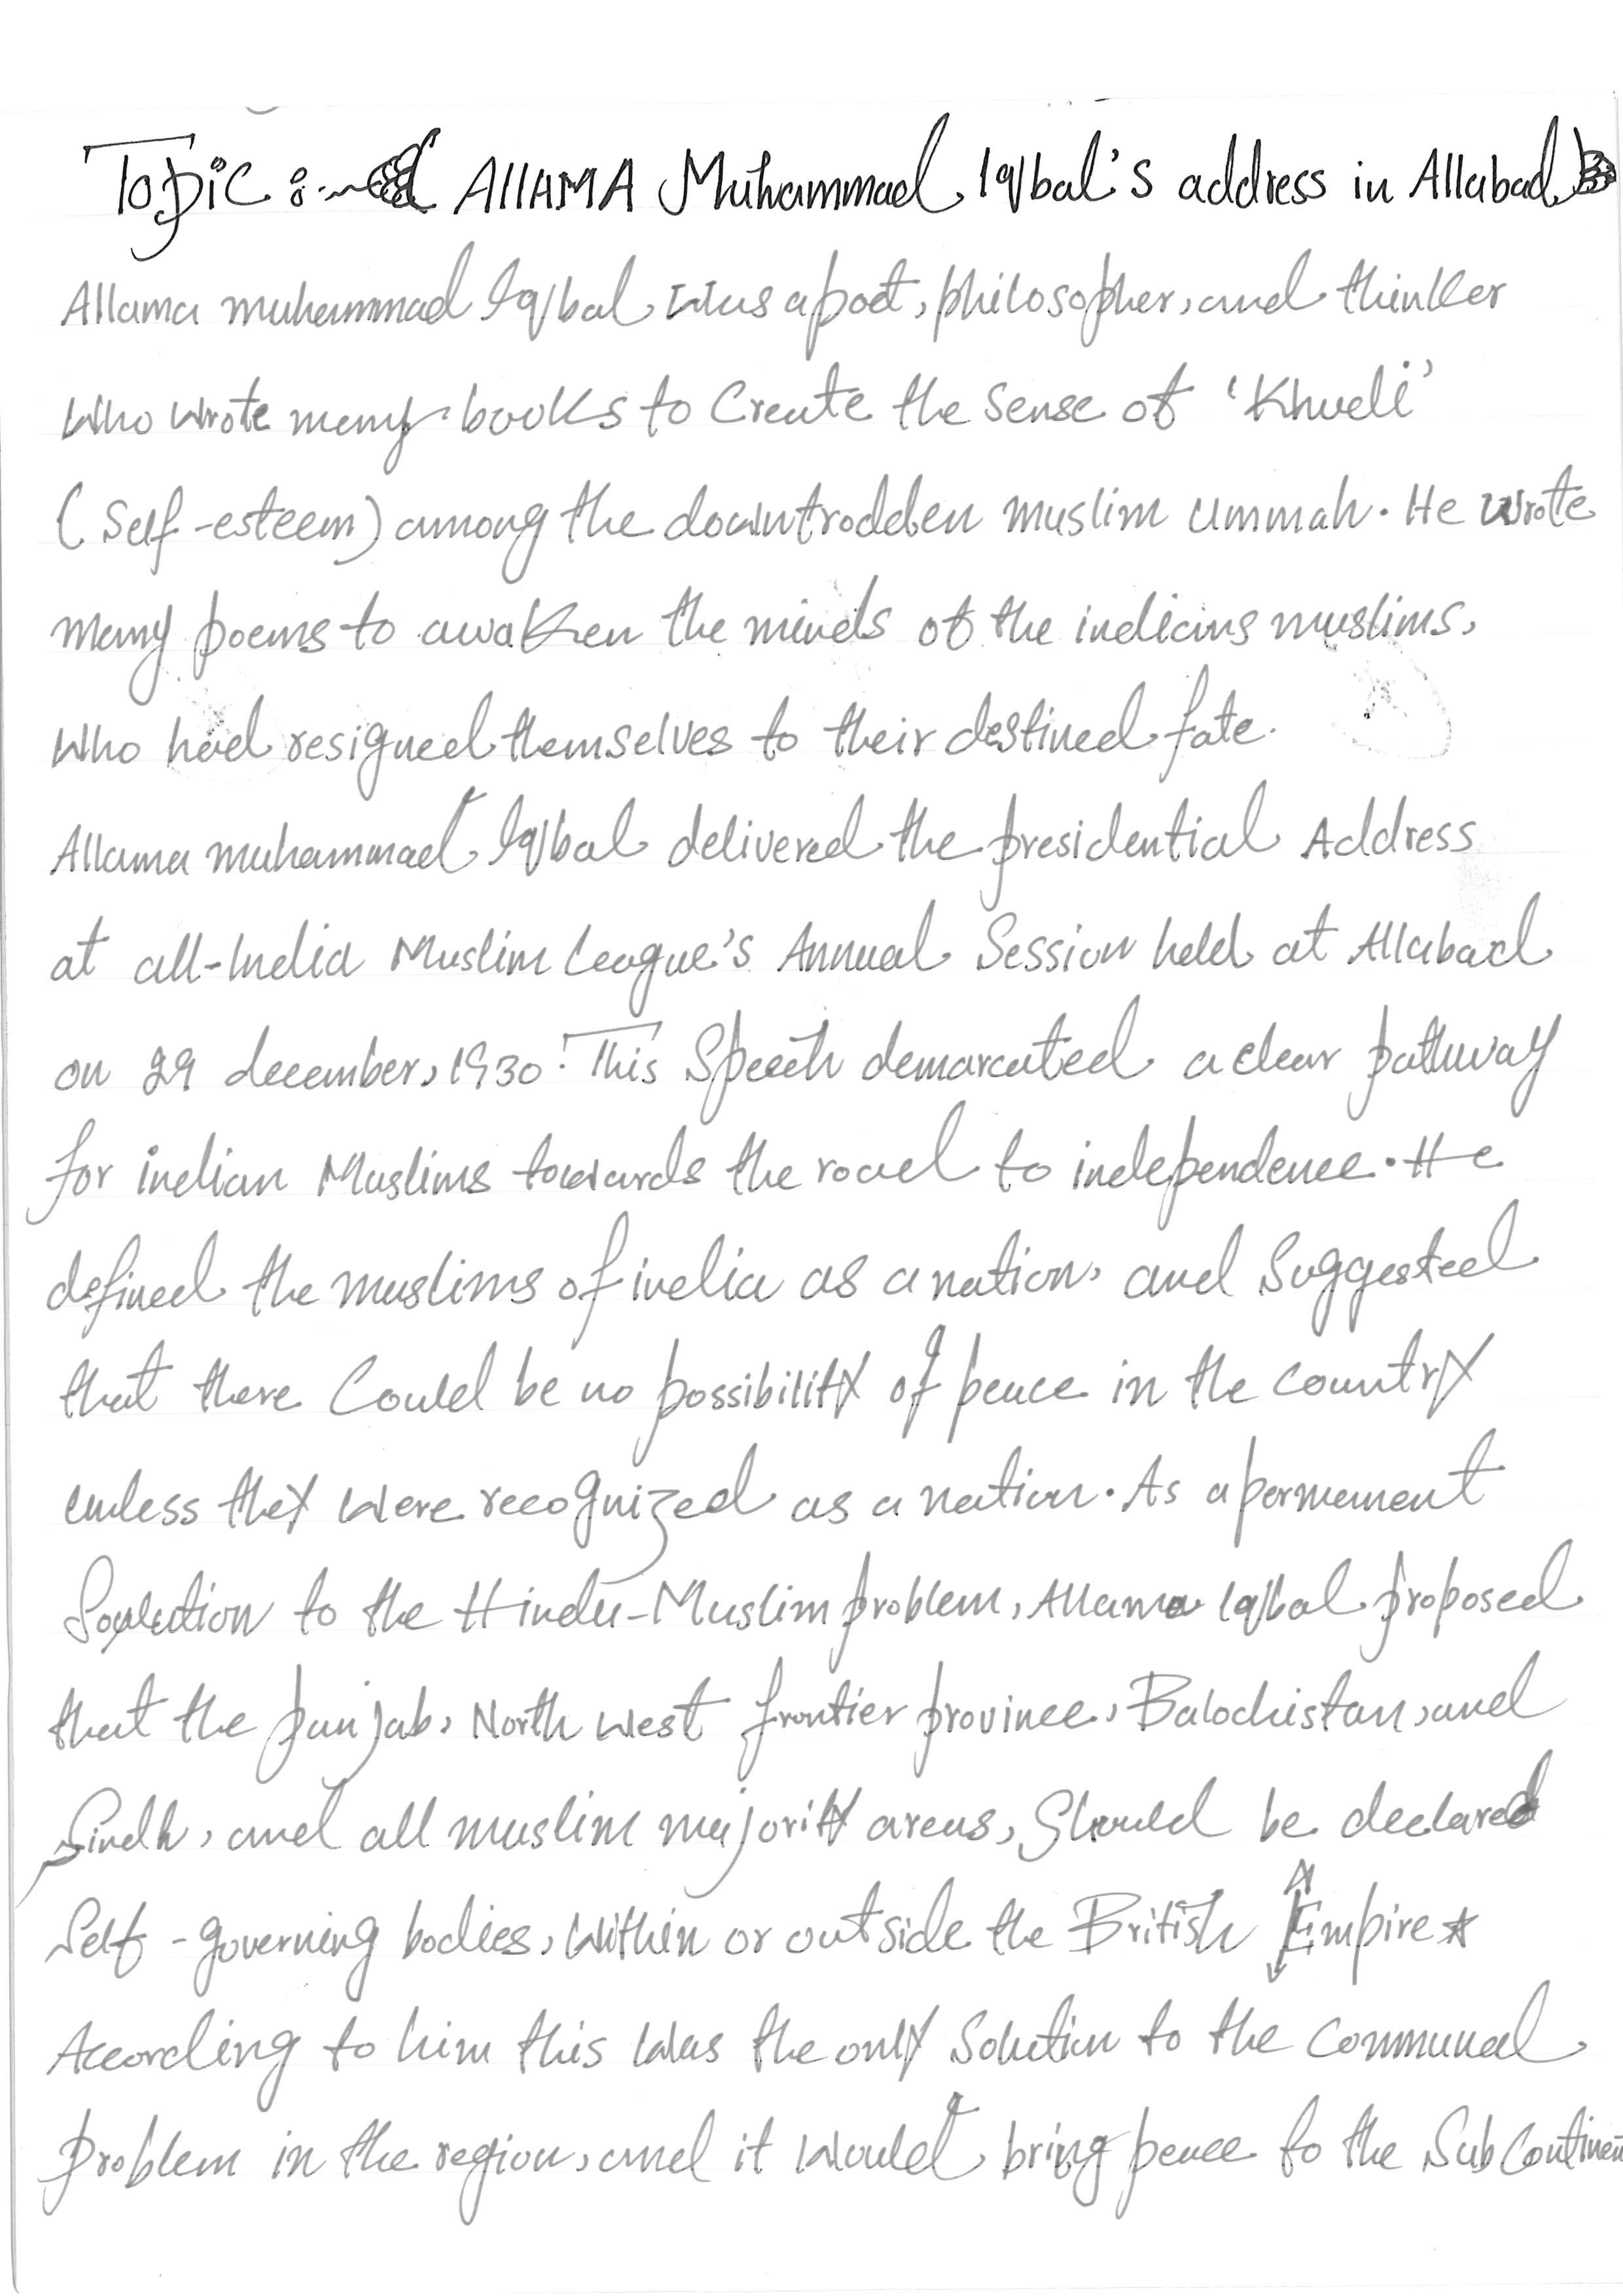 Topic : ALLAMA Muhammad Iqbal's address in Allabad
Allama muhammad Iqbal was a poet, philosopher, and thinker
who wrote many books to Create the Sense of 'Khudi'
(Self-esteem) among the downtrodden muslim ummah. He wrote
many poems to awaken the minds of the indians muslims,
who had resigned themselves to their destined fate.
Allama muhammad Iqbal delivered the presidential Address
at all-India Muslim League's Annual Session held at Allabad
on 29 december, 1930. This Speech demarcated a clear pathway
for indian Muslims towards the road to independence. He
defined the muslims of india as a nation, and Suggested
that there Could be no possibility of peace in the country
unless they were recognized as a nation. As a permenent
Soulution to the Hindu-Muslim problem, Allama Iqbal proposed
that the punjab, North west frontier province, Balochistan, and
Sindh, and all muslim majority areas, Should be declared
Self-governing bodies, Within or outside the British Empire
According to him this was the only Solution to the Communal
problem in the region, and it would bring peace to the SubContinent